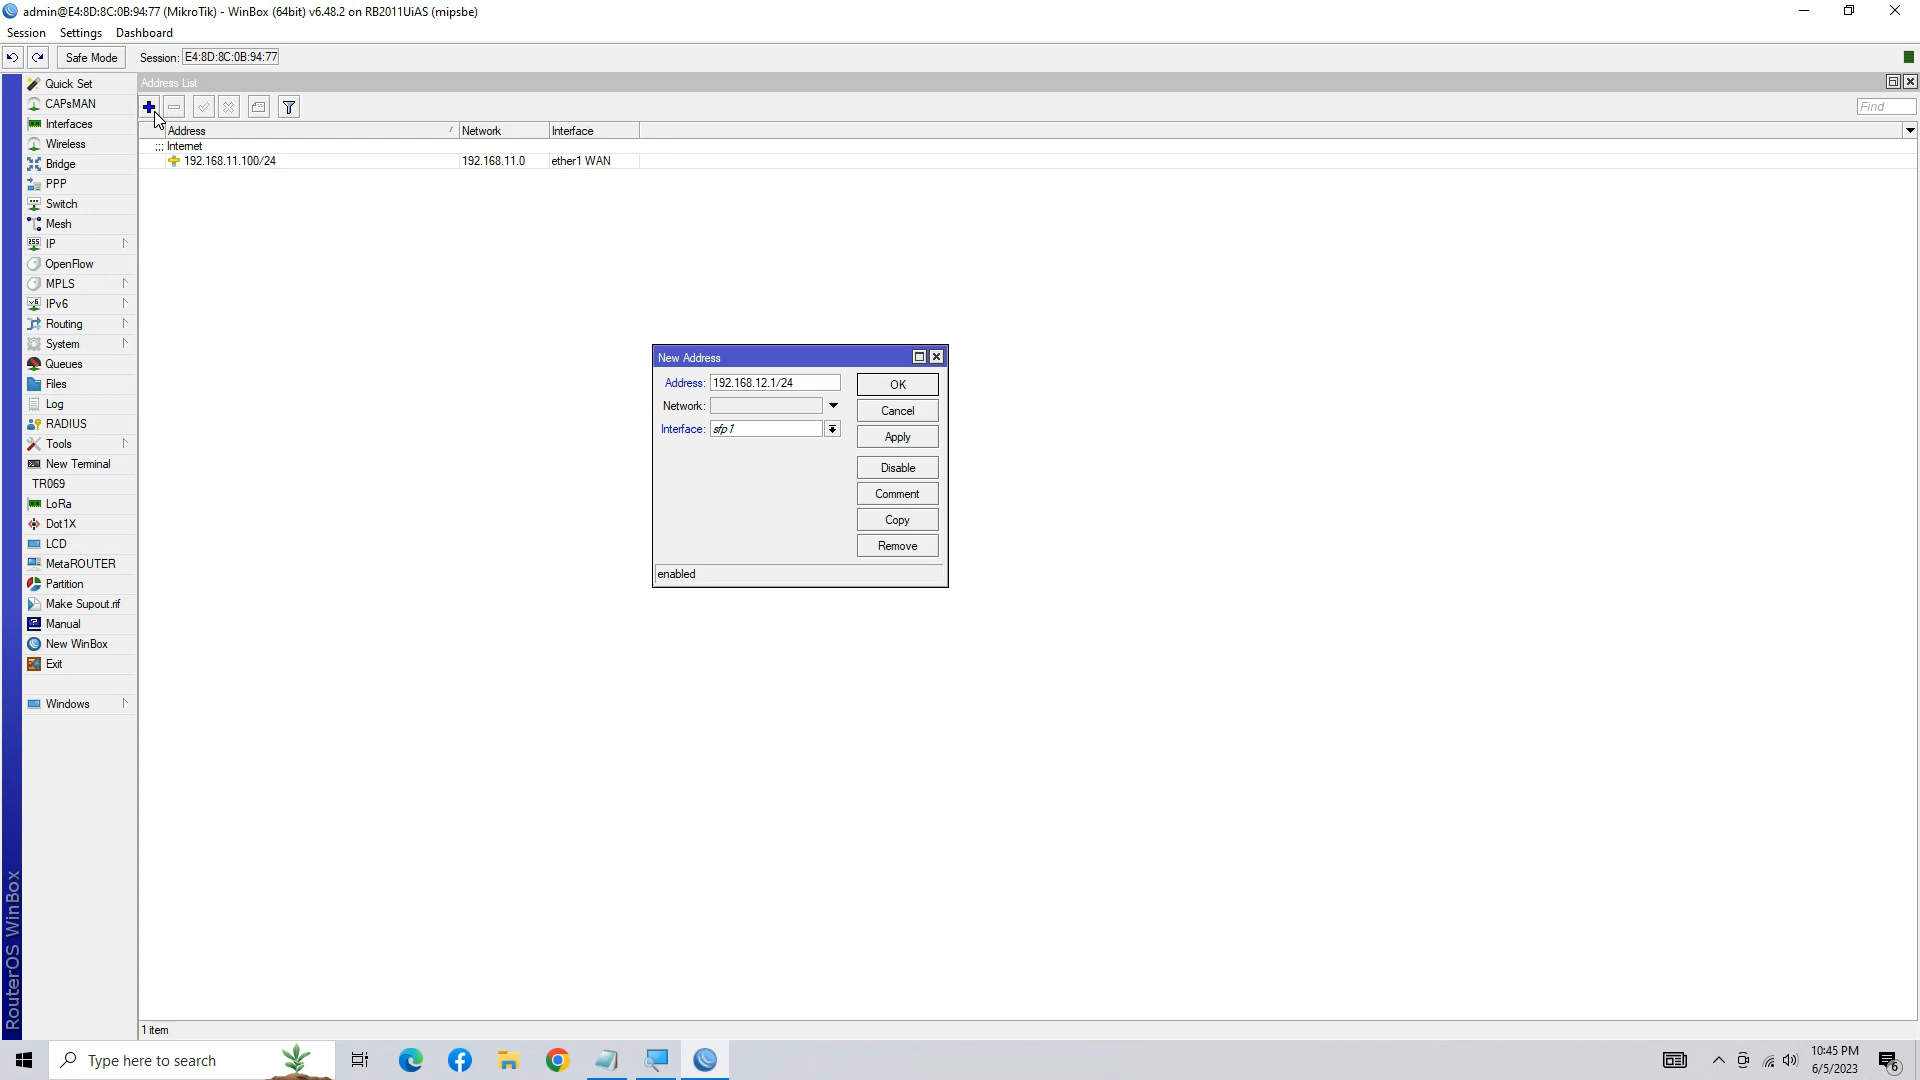 admin@E4:8D:8C:0B:94:77 (MikroTik) - WinBox (64bit) v6.48.2 on RB2011UiAS (mipsbe)
Session Settings Dashboard
Safe Mode Session: E4:8D:8C:0B:94:77
Quick Set
CAPsMAN
Interfaces
Wireless
Bridge
PPP
Switch
Mesh
IP
OpenFlow
MPLS
IPv6
Routing
System
Queues
Files
Log
RADIUS
Tools
New Terminal
TR069
LoRa
Dot1X
LCD
MetaROUTER
Partition
Make Supout.rif
Manual
New WinBox
Exit
Windows
RouterOS WinBox
Address List
Find
Address Network Interface
;;; Internet
192.168.11.100/24 192.168.11.0 ether1 WAN
New Address
Address: 192.168.12.1/24
Network:
Interface: sfp1
OK
Cancel
Apply
Disable
Comment
Copy
Remove
enabled
1 item
Type here to search
10:45 PM
6/5/2023
6